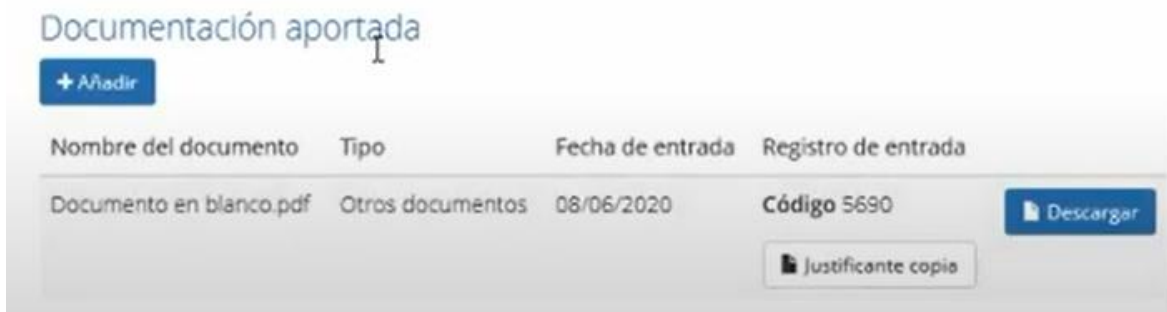 Documentación aportada
Añadir
Nombre del documento Tipo Fecha de entrada Registro de entrada
Documento en blanco.pdf Otros documentos 08/06/2020 Código 5690 Descargar
Justificante copia